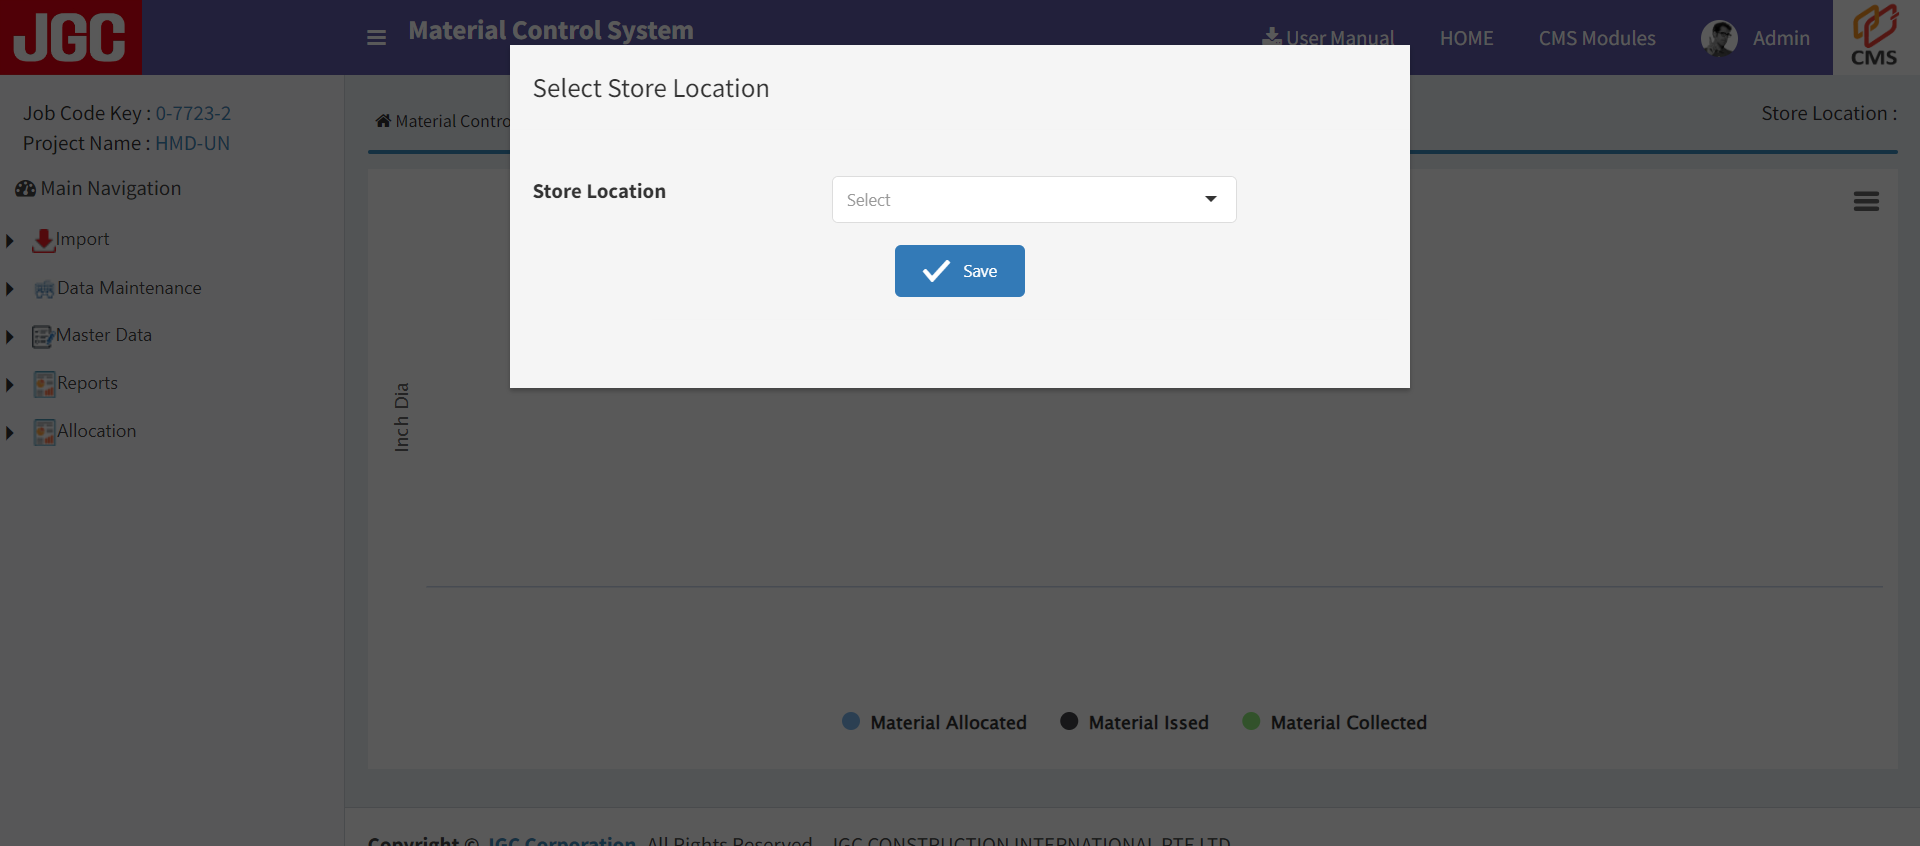 JGC
Material Control System
User Manual
HOME
CMS Modules
Admin
CMS
Job Code Key : 0-7723-2
Project Name : HMD-UN
Main Navigation
Import
Data Maintenance
Master Data
Reports
Allocation
Material Contro
Store Location :
Select Store Location
Store Location
Select
Save
Inch Dia
Material Allocated
Material Issed
Material Collected
Copyright © JGC Corporation. All Rights Reserved. JGC CONSTRUCTION INTERNATIONAL PTE LTD